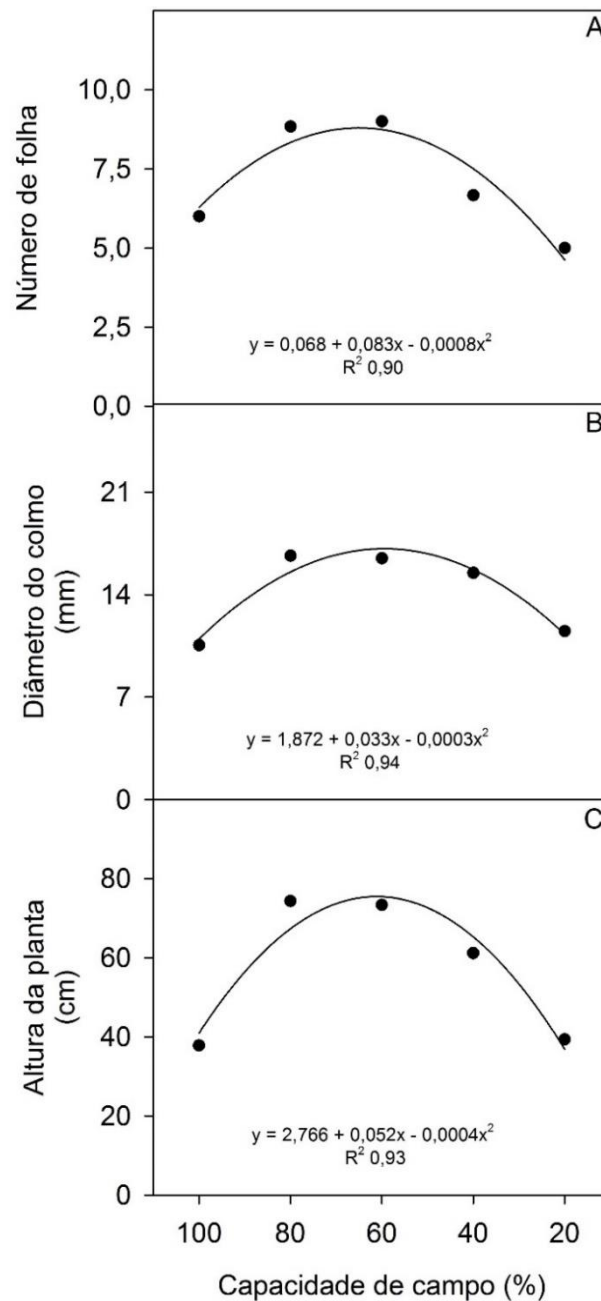 A
Número de folha
10,0
7,5
5,0
2,5
0,0
y = 0,068 + 0,083x - 0,0008x²
R² 0,90
B
Diâmetro do colmo
(mm)
21
14
7
0
y = 1,872 + 0,033x - 0,0003x²
R² 0,94
C
Altura da planta
(cm)
80
60
40
20
0
y = 2,766 + 0,052x - 0,0004x²
R² 0,93
100 80 60 40 20
Capacidade de campo (%)